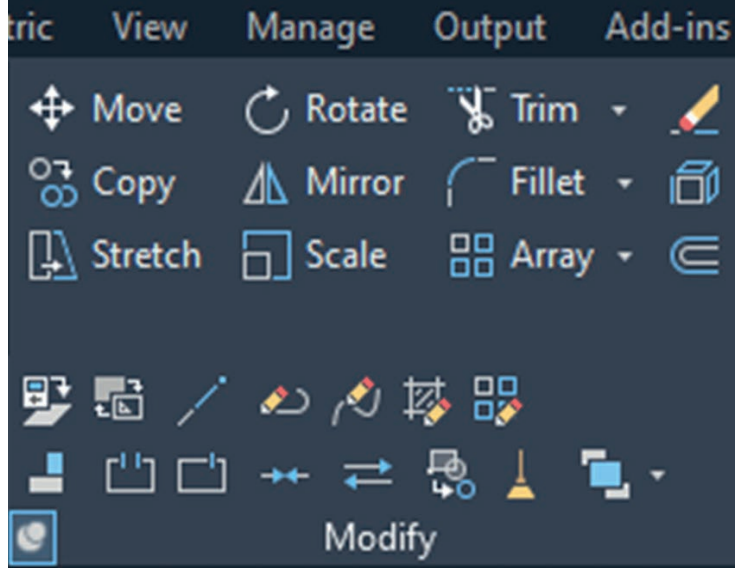 tric View Manage Output Add-ins
Move Rotate Trim
Copy Mirror Fillet
Stretch Scale Array
Modify